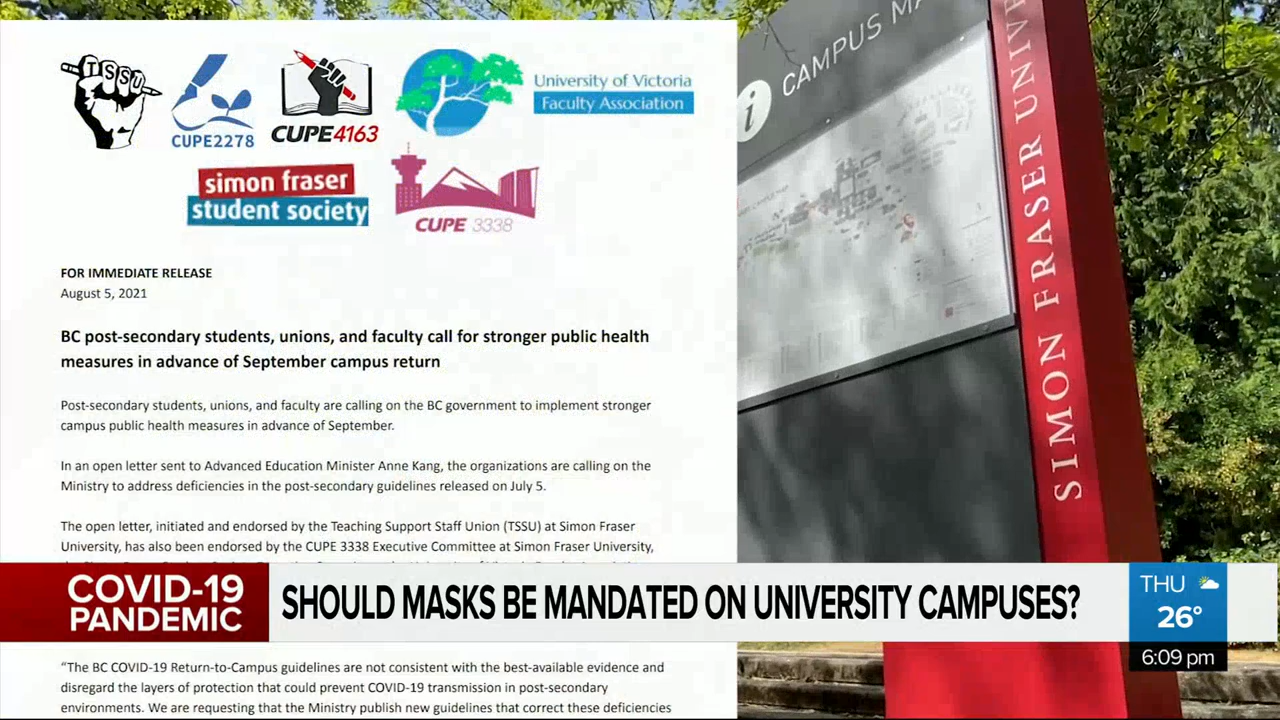 TSSU
CUPE2278
CUPE4163
University of Victoria
Faculty Association
simon fraser
student society
CUPE 3338
FOR IMMEDIATE RELEASE
August 5, 2021
BC post-secondary students, unions, and faculty call for stronger public health
measures in advance of September campus return
Post-secondary students, unions, and faculty are calling on the BC government to implement stronger
campus public health measures in advance of September.
In an open letter sent to Advanced Education Minister Anne Kang, the organizations are calling on the
Ministry to address deficiencies in the post-secondary guidelines released on July 5.
The open letter, initiated and endorsed by the Teaching Support Staff Union (TSSU) at Simon Fraser
University, has also been endorsed by the CUPE 3338 Executive Committee at Simon Fraser University,
“The BC COVID-19 Return-to-Campus guidelines are not consistent with the best-available evidence and
disregard the layers of protection that could prevent COVID-19 transmission in post-secondary
environments. We are requesting that the Ministry publish new guidelines that correct these deficiencies
i
CAMPUS MA
SIMON FRASER UNIVE
COVID-19
PANDEMIC
SHOULD MASKS BE MANDATED ON UNIVERSITY CAMPUSES?
THU
26°
6:09 pm